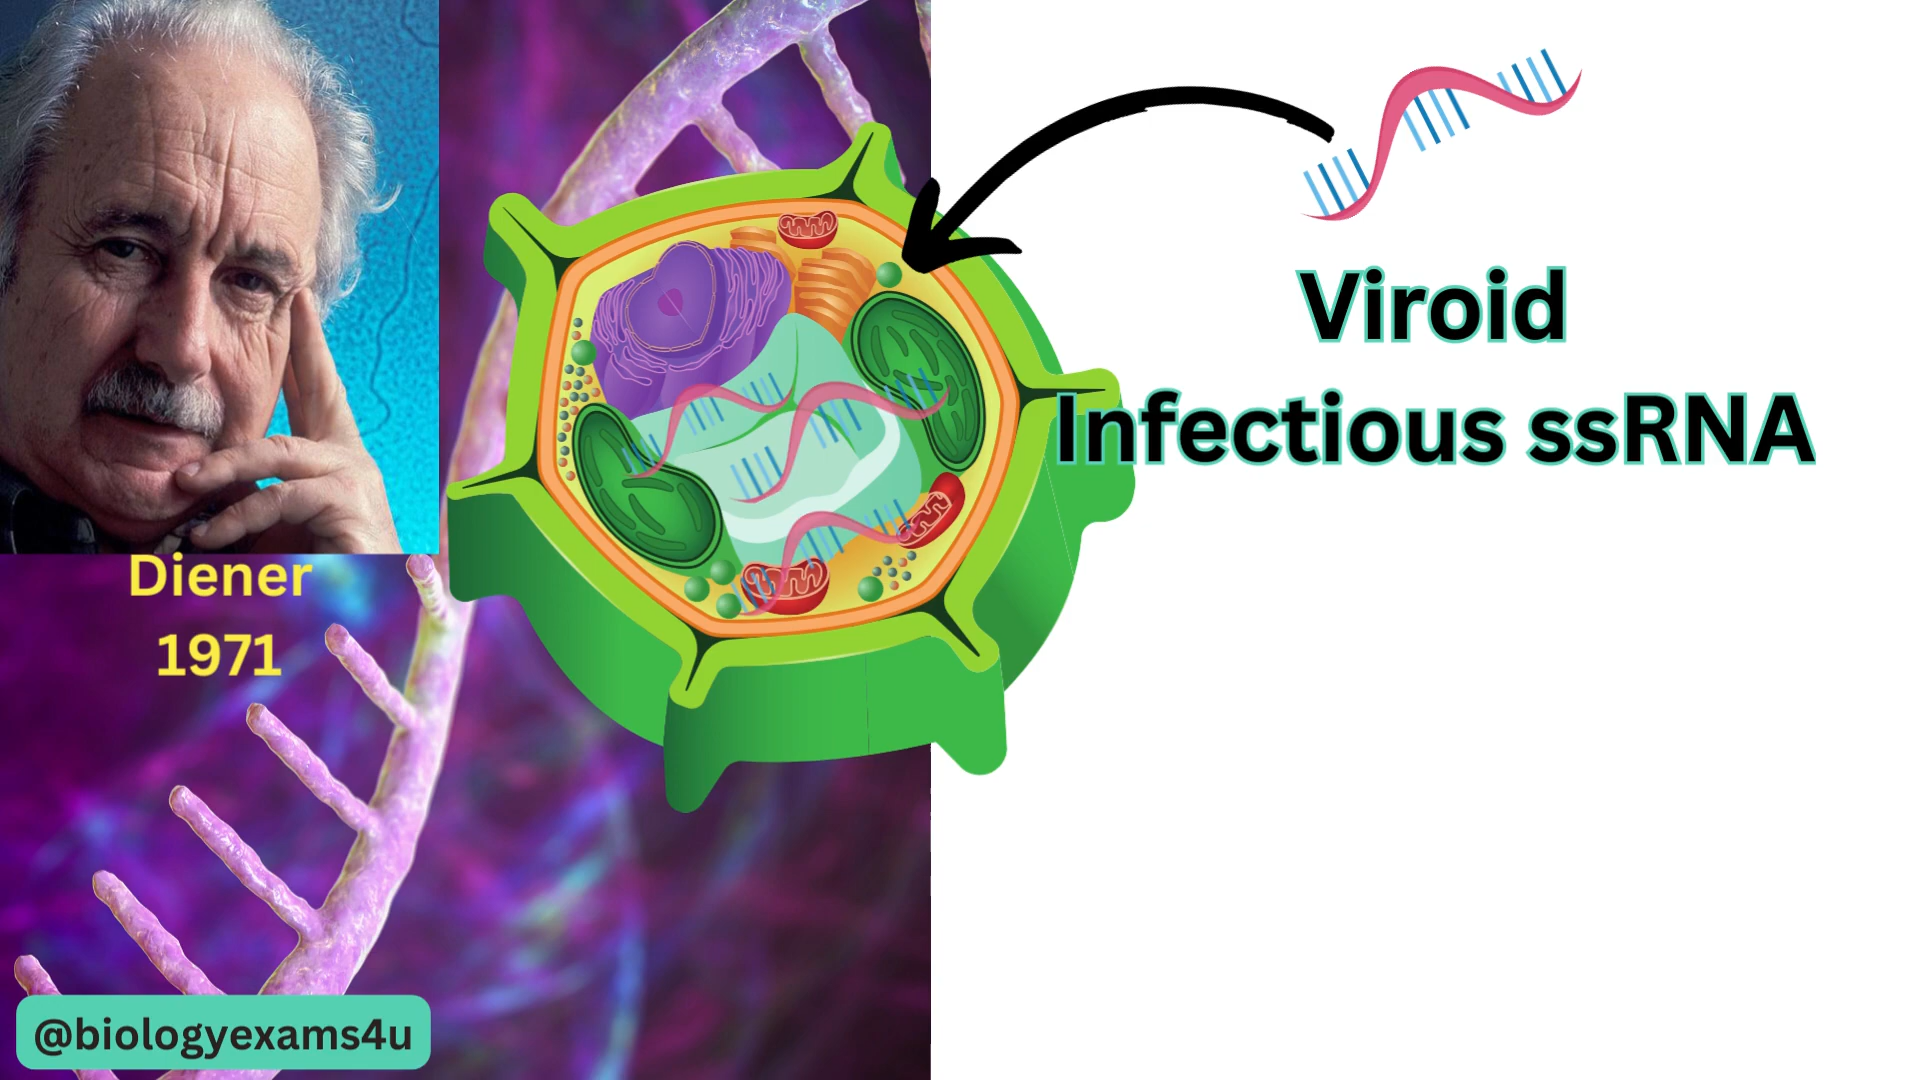 Viroid
Infectious ssRNA
Diener
1971
@biologyexams4u